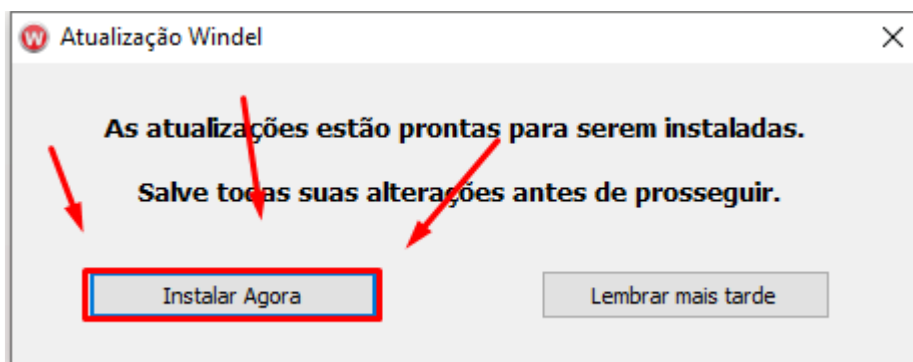 Atualização Windel
As atualizações estão prontas para serem instaladas.
Salve todas suas alterações antes de prosseguir.
Instalar Agora
Lembrar mais tarde